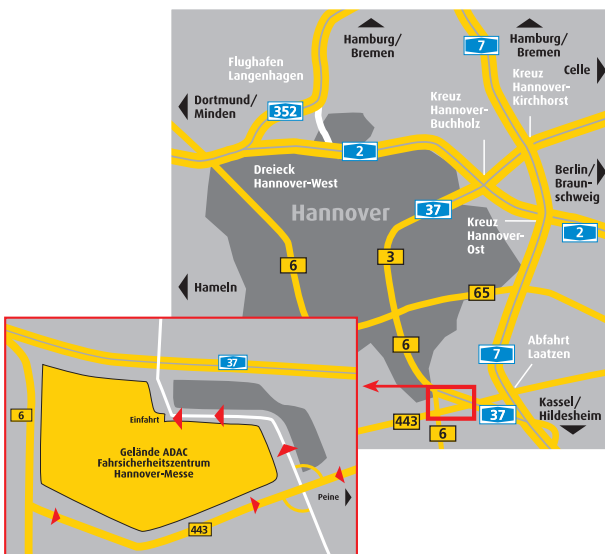 Hamburg/
Bremen
7
Hamburg/
Bremen
Flughafen
Langenhagen
Kreuz
Hannover-
Kirchhorst
Celle
Dortmund/
Minden
352
Kreuz
Hannover-
Buchholz
2
Dreieck
Hannover-West
Berlin/
Braun-
schweig
Hannover
37
Kreuz
Hannover-
Ost
2
3
6
Hameln
65
6
7
Abfahrt
Laatzen
37
Kassel/
Hildesheim
443
6
37
6
Einfahrt
Gelände ADAC
Fahrsicherheitszentrum
Hannover-Messe
Peine
443